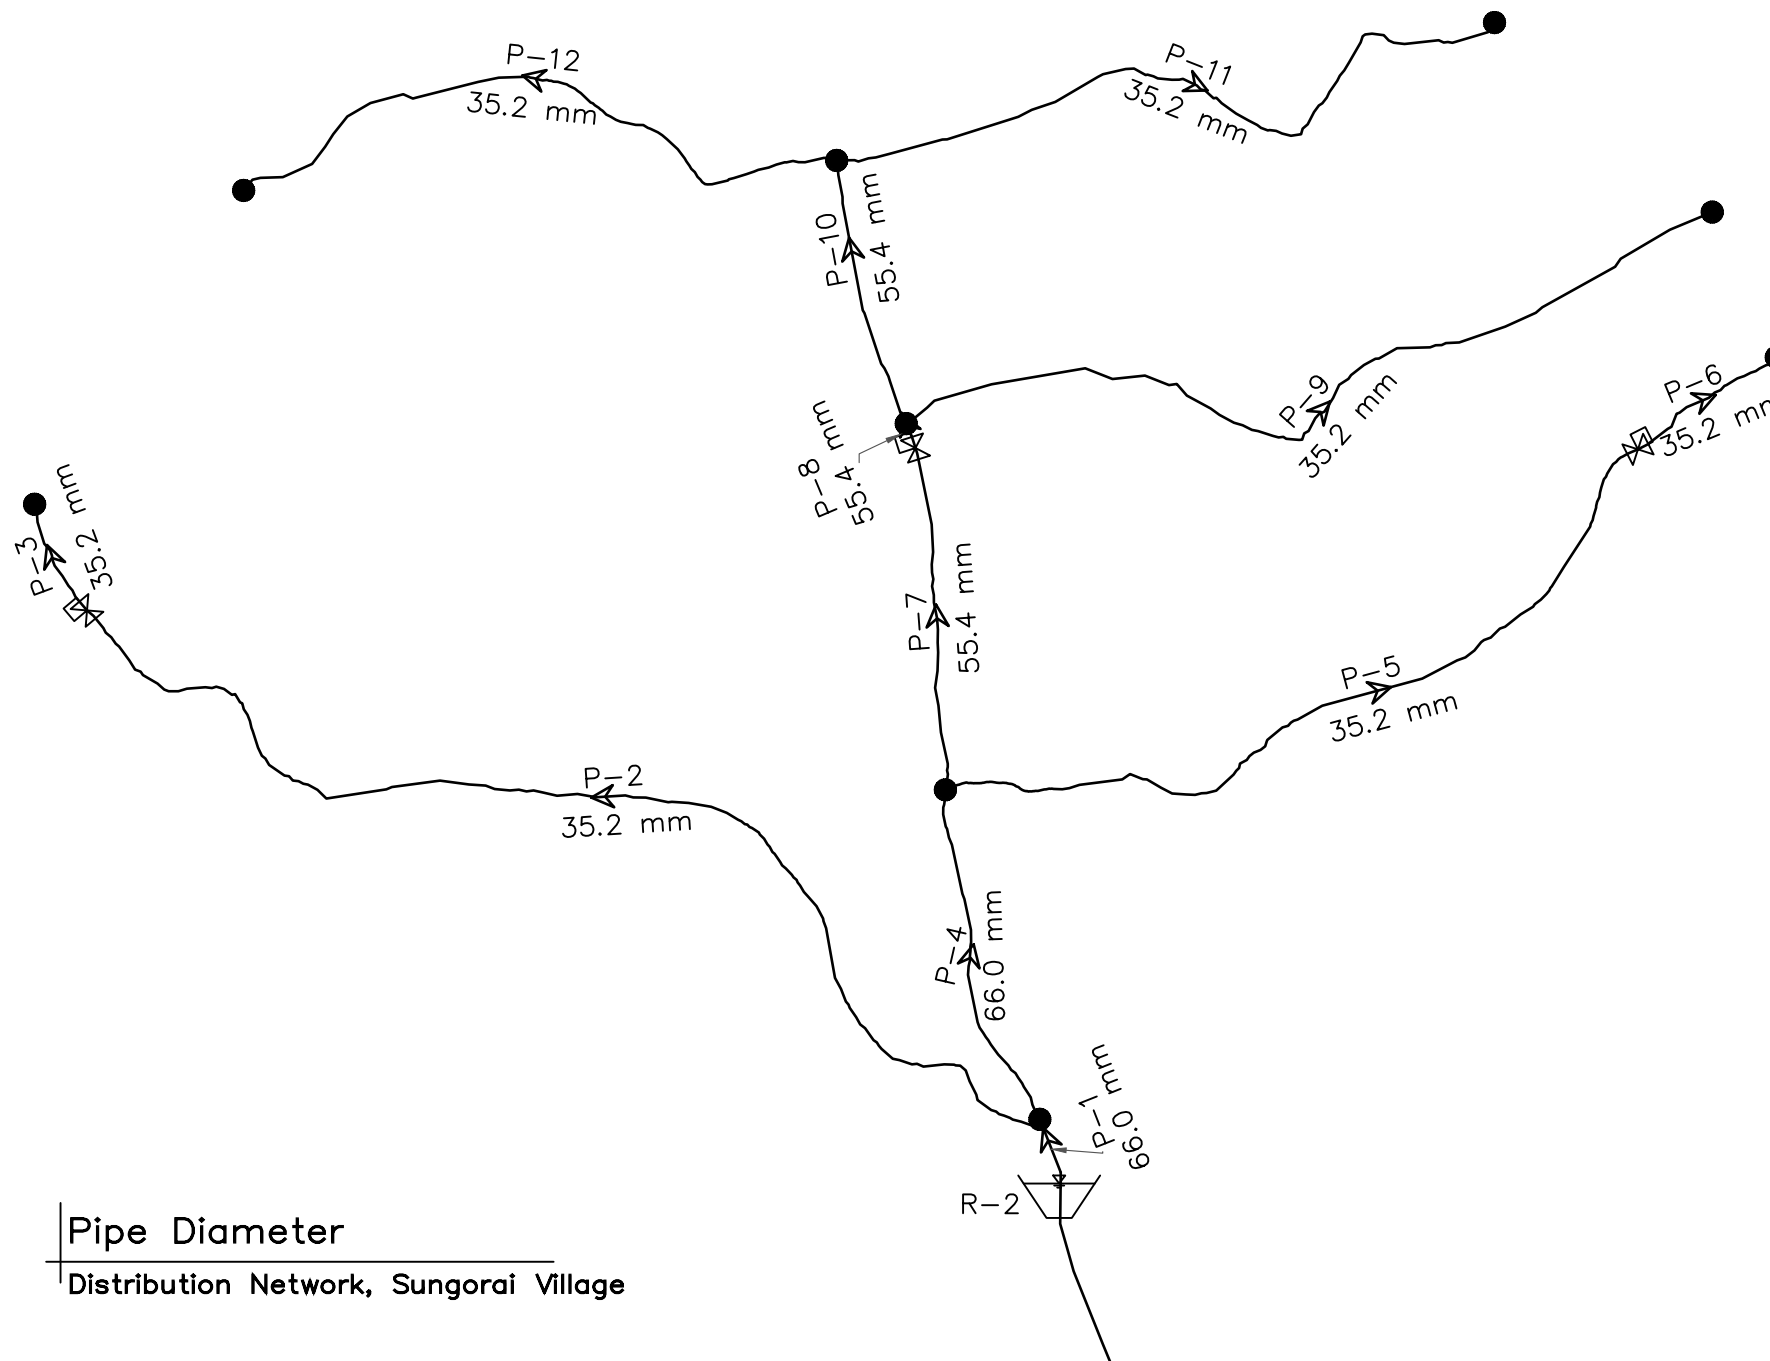 P-12
35.2 mm
P-11
35.2 mm
P-10
55.4 mm
P-9
35.2 mm
P-6
35.2 mm
P-8
55.4 mm
P-3
35.2 mm
P-7
55.4 mm
P-5
35.2 mm
P-2
35.2 mm
P-4
66.0 mm
P-1
66.0 mm
R-2
Pipe Diameter
Distribution Network, Sungorai Village